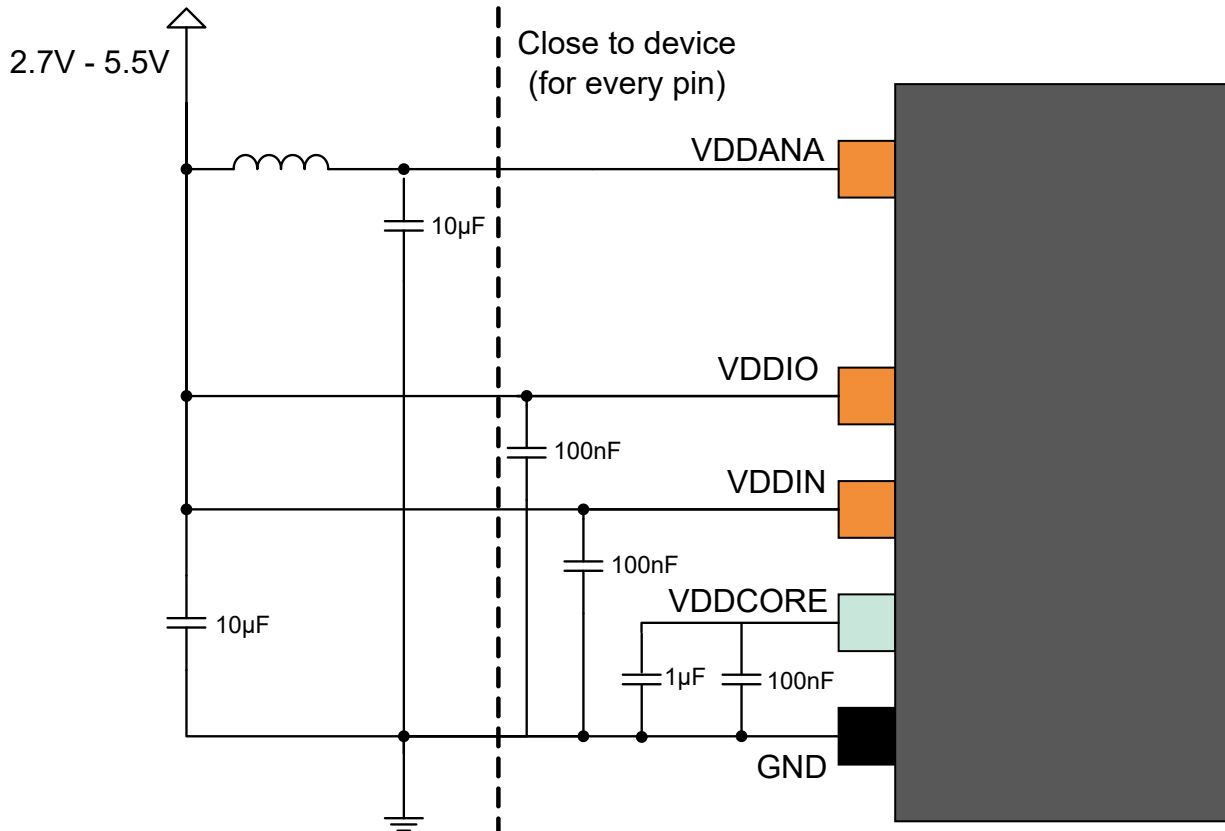 2.7V - 5.5V
Close to device
(for every pin)
VDDANA
10µF
VDDIO
100nF
VDDIN
100nF
VDDCORE
10µF
1µF
100nF
GND